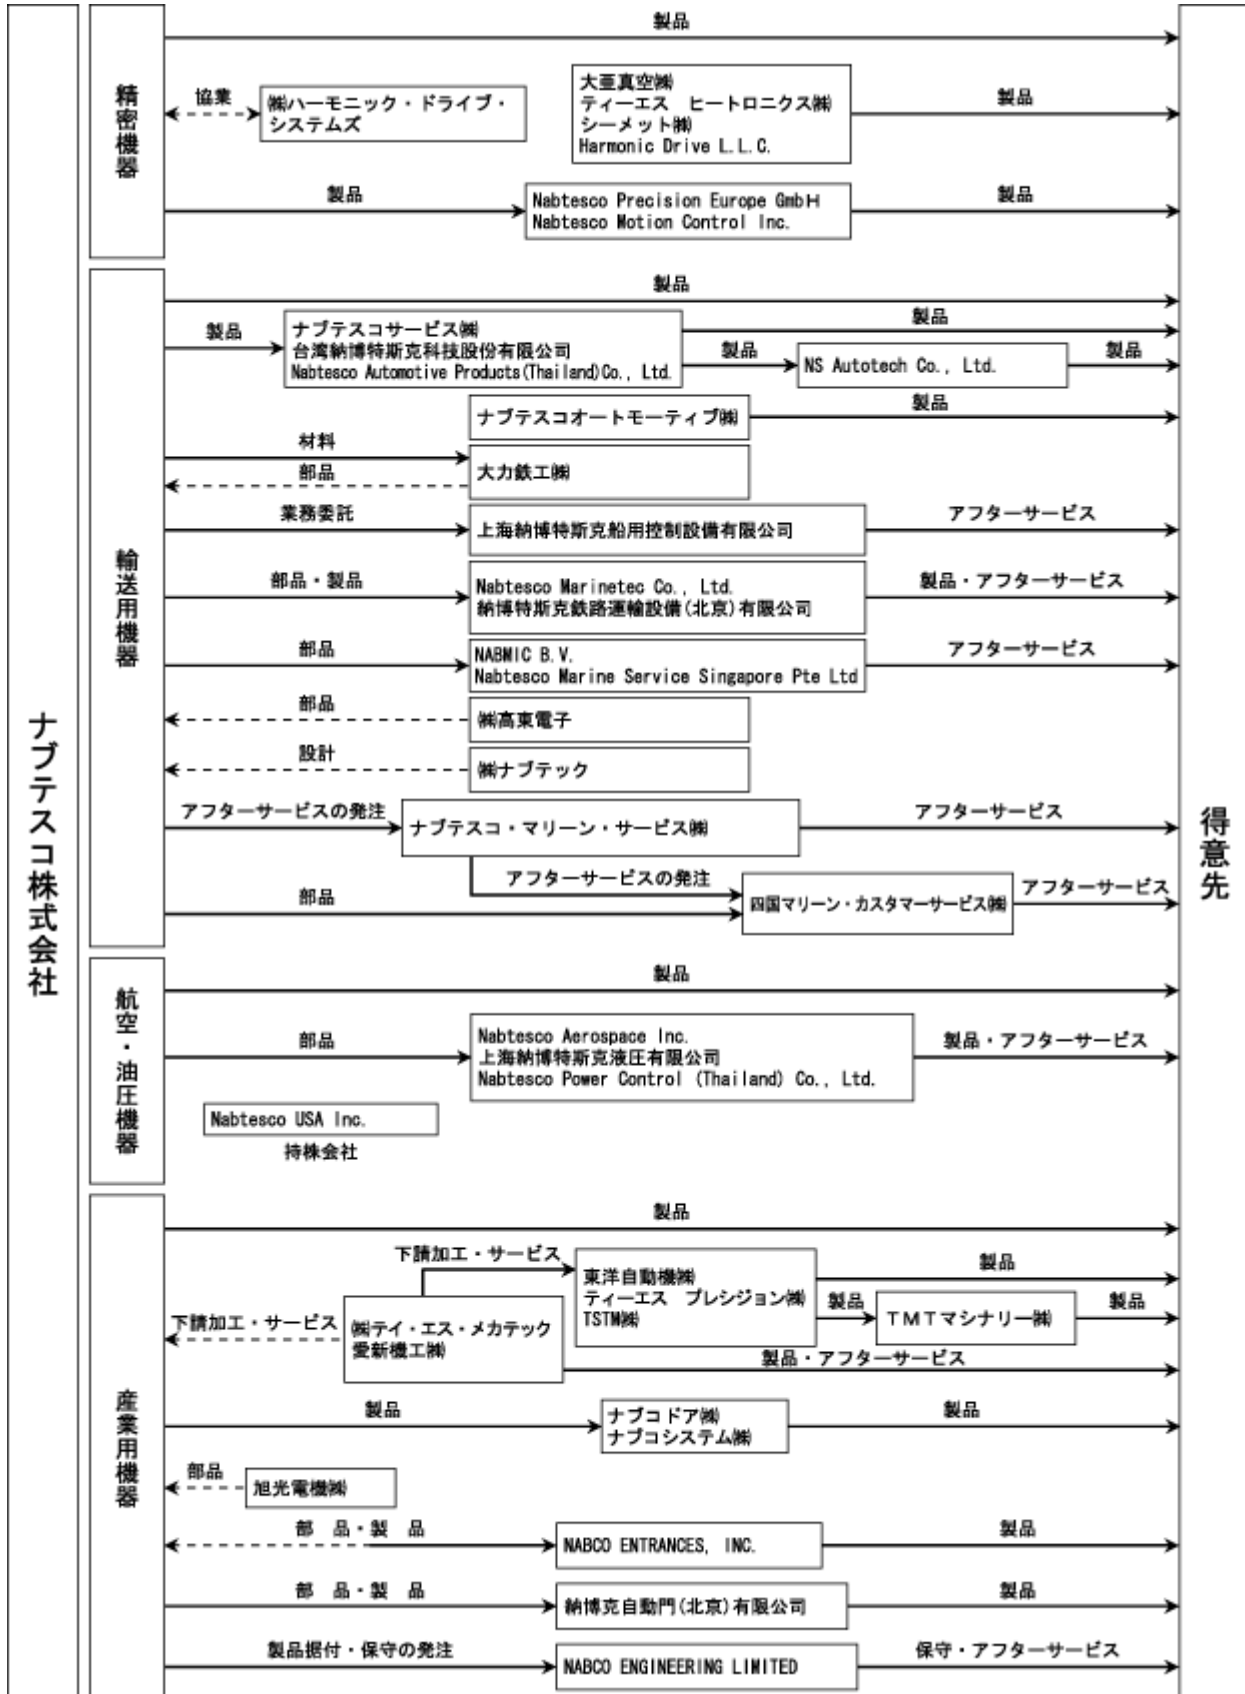 ナブテスコ株式会社
精密機器
製品
協業
㈱ハーモニック・ドライブ・
システムズ
大亜真空㈱
ティーエス ヒートロニクス㈱
シーメット㈱
Harmonic Drive L.L.C.
製品
製品
Nabtesco Precision Europe GmbH
Nabtesco Motion Control Inc.
製品
輸送用機器
製品
製品
ナブテスコサービス㈱
台湾納博特斯克科技股份有限公司
Nabtesco Automotive Products(Thailand)Co., Ltd.
製品
製品
NS Autotech Co., Ltd.
製品
ナブテスコオートモーティブ㈱
製品
材料
部品
大力鉄工㈱
業務委託
上海納博特斯克船用控制設備有限公司
アフターサービス
部品・製品
Nabtesco Marinetec Co., Ltd.
納博特斯克鉄路運輸設備(北京)有限公司
製品・アフターサービス
部品
NABMIC B.V.
Nabtesco Marine Service Singapore Pte Ltd
アフターサービス
部品
㈱高東電子
設計
㈱ナブテック
アフターサービスの発注
ナブテスコ・マリーン・サービス㈱
アフターサービス
アフターサービスの発注
部品
四国マリーン・カスタマーサービス㈱
アフターサービス
航空・油圧機器
製品
部品
Nabtesco Aerospace Inc.
上海納博特斯克液圧有限公司
Nabtesco Power Control (Thailand) Co., Ltd.
製品・アフターサービス
Nabtesco USA Inc.
持株会社
産業用機器
製品
下請加工・サービス
東洋自動機㈱
ティーエス プレシジョン㈱
TSTM㈱
製品
製品
TMTマシナリー㈱
製品
下請加工・サービス
㈱テイ・エス・メカテック
愛新機工㈱
製品・アフターサービス
製品
ナブコドア㈱
ナブコシステム㈱
製品
部品
旭光電機㈱
部 品・製 品
NABCO ENTRANCES, INC.
製品
部 品・製 品
納博克自動門(北京)有限公司
製品
製品据付・保守の発注
NABCO ENGINEERING LIMITED
保守・アフターサービス
得意先